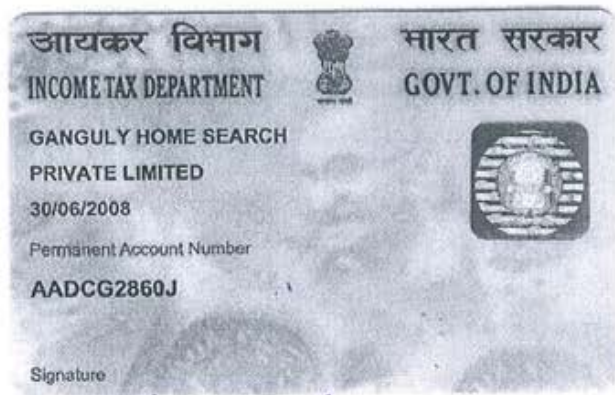 आयकर विभाग
INCOME TAX DEPARTMENT
भारत सरकार
GOVT. OF INDIA
GANGULY HOME SEARCH
PRIVATE LIMITED
30/06/2008
Permanent Account Number
AADCG2860J
Signature